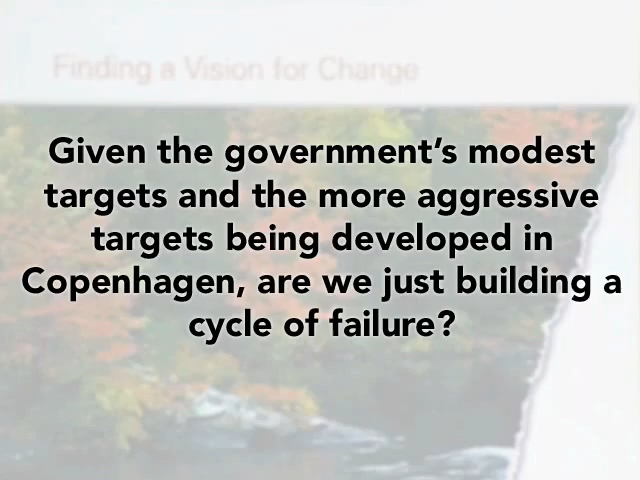 Finding a Vision for Change
Given the government’s modest
targets and the more aggressive
targets being developed in
Copenhagen, are we just building a
cycle of failure?